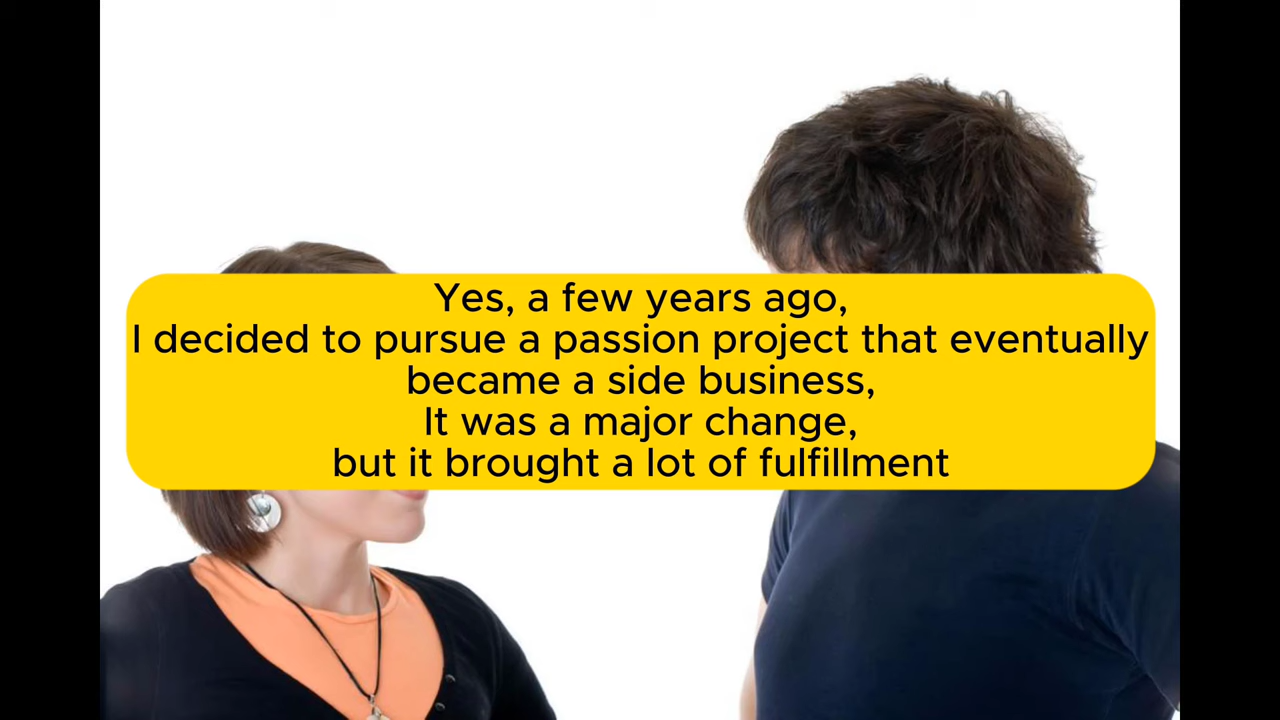 Yes, a few years ago,
I decided to pursue a passion project that eventually
became a side business,
It was a major change,
but it brought a lot of fulfillment